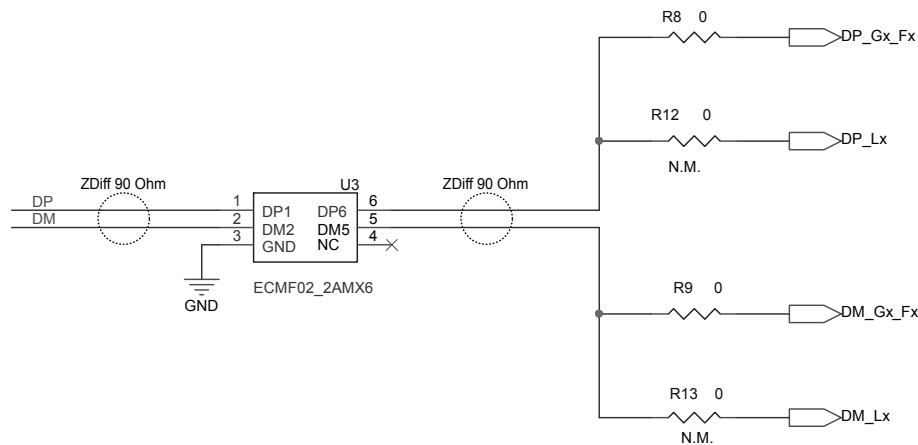 R8 0
DP_Gx_Fx
R12 0
DP_Lx
N.M.
ZDiff 90 Ohm
U3
ZDiff 90 Ohm
DP
1
DP1
DP6
6
DM
2
DM2
DM5
5
3
GND
NC
4
GND
ECMF02_2AMX6
R9 0
DM_Gx_Fx
R13 0
DM_Lx
N.M.